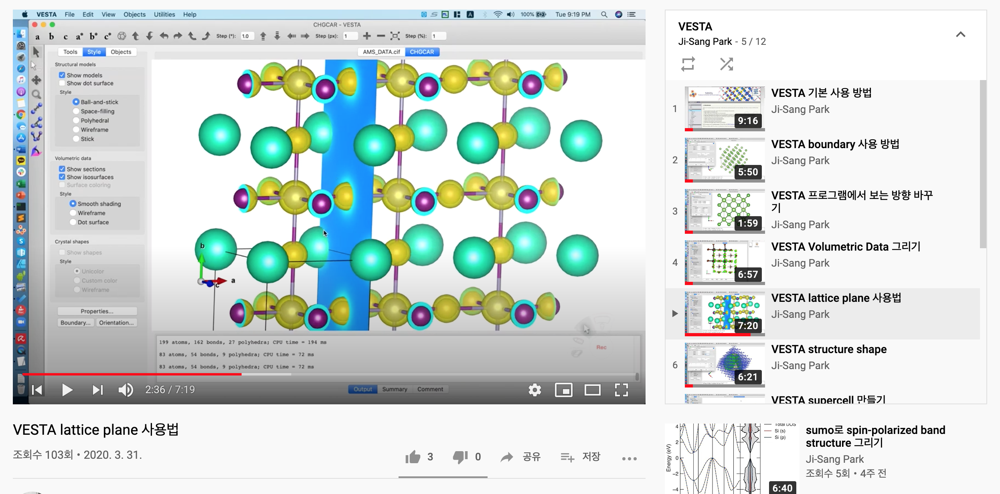 VESTA File Edit View Objects Utilities Help
100% Tue 9:19 PM
CHGCAR - VESTA
a b c a* b* c* Step (°): 1.0 Step (px): 1 Step (%): 1
Tools Style Objects
AMS_DATA.cif CHGCAR
Structural models
Show models
Show dot surface
Style
Ball-and-stick
Space-filling
Polyhedral
Wireframe
Stick
Volumetric data
Show sections
Show isosurfaces
Surface coloring
Style
Smooth shading
Wireframe
Dot surface
Crystal shapes
Show shapes
Style
Unicolor
Custom color
Wireframe
Properties...
Boundary... Orientation...
b
a
c
199 atoms, 162 bonds, 27 polyhedra; CPU time = 194 ms
83 atoms, 54 bonds, 9 polyhedra; CPU time = 72 ms
83 atoms, 54 bonds, 9 polyhedra; CPU time = 72 ms
Rec
2:36 / 7:19
Output Summary Comment
VESTA lattice plane 사용법
조회수 103회 • 2020. 3. 31.
3 0 공유 저장
VESTA
Ji-Sang Park - 5 / 12
1
9:16
VESTA 기본 사용 방법
Ji-Sang Park
2
5:50
VESTA boundary 사용 방법
Ji-Sang Park
3
1:59
VESTA 프로그램에서 보는 방향 바꾸
기
Ji-Sang Park
4
6:57
VESTA Volumetric Data 그리기
Ji-Sang Park
7:20
VESTA lattice plane 사용법
Ji-Sang Park
6
6:21
VESTA structure shape
Ji-Sang Park
VESTA supercell 만들기
Energy (eV)
4
2
0
−2
−4
Total DOS
Si (s)
Si (p)
6:40
sumo로 spin-polarized band
structure 그리기
Ji-Sang Park
조회수 5회 • 4주 전